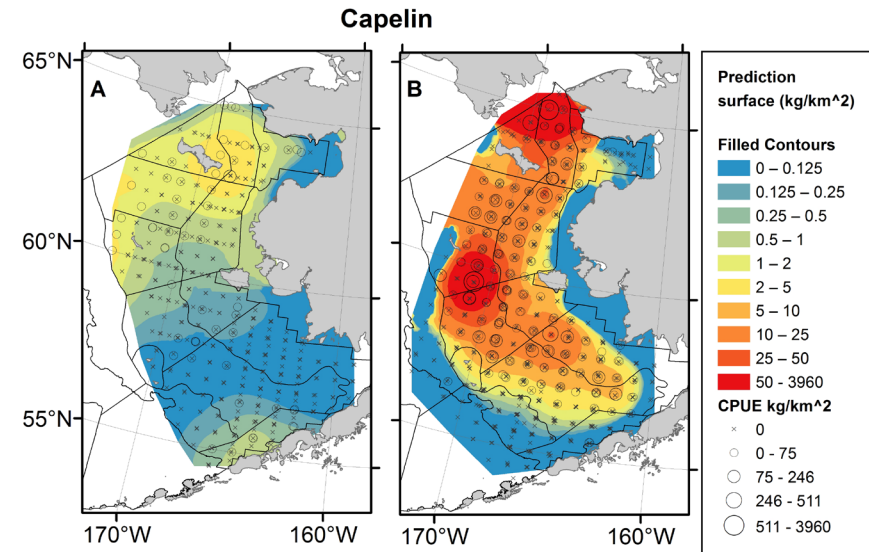 Capelin
65°N
60°N
55°N
A
B
170°W
160°W
170°W
160°W
Prediction
surface (kg/km^2)
Filled Contours
0 – 0.125
0.125 – 0.25
0.25 – 0.5
0.5 – 1
1 – 2
2 – 5
5 – 10
10 – 25
25 – 50
50 - 3960
CPUE kg/km^2
0
0 - 75
75 - 246
246 - 511
511 - 3960